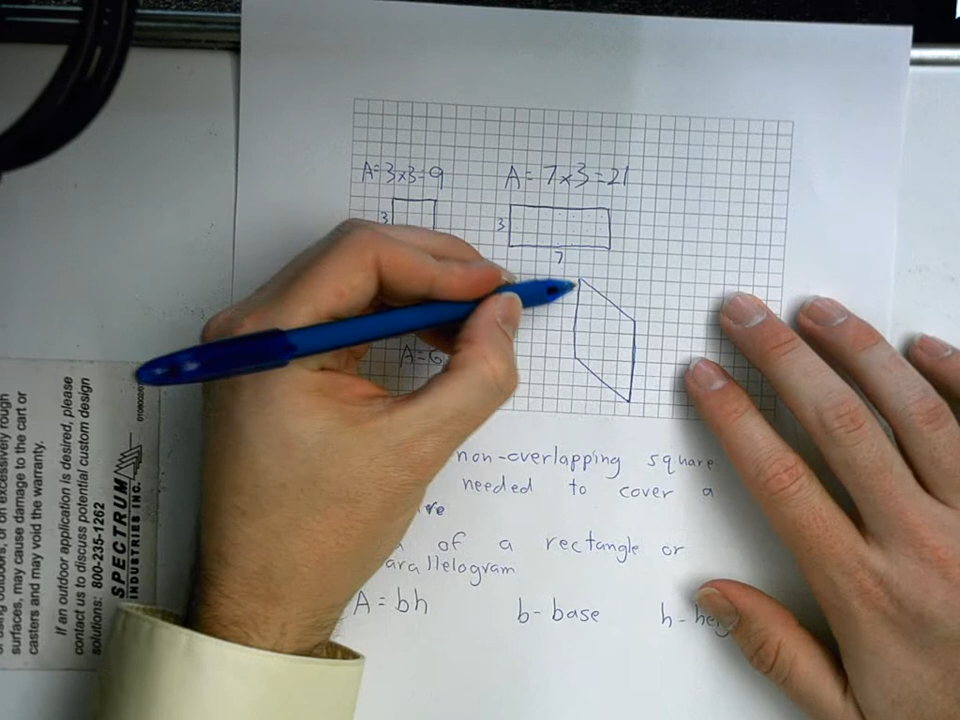 A=3x3=9
A= 7x3=21
3
3
7
A=6
non-overlapping square
needed to cover a
of a rectangle or
arallelogram
A = bh
b- base
h-
surfaces, may cause damage to the cart or
casters and may void the warranty.
If an outdoor application is desired, please
contact us to discuss potential custom design
solutions: 800-235-1262
SPECTRUM
INDUSTRIES INC.